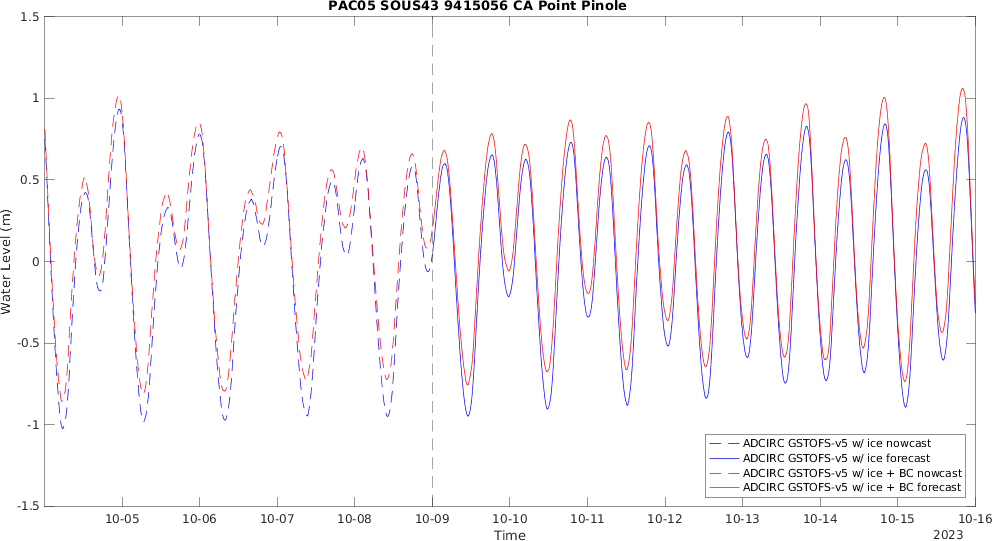 PAC05 SOUS43 9415056 CA Point Pinole
1.5
1
0.5
0
-0.5
-1
-1.5
Water Level (m)
10-05 10-06 10-07 10-08 10-09 10-10 10-11 10-12 10-13 10-14 10-15 10-16
Time
2023
ADCIRC GSTOFS-v5 w/ ice nowcast
ADCIRC GSTOFS-v5 w/ ice forecast
ADCIRC GSTOFS-v5 w/ ice + BC nowcast
ADCIRC GSTOFS-v5 w/ ice + BC forecast